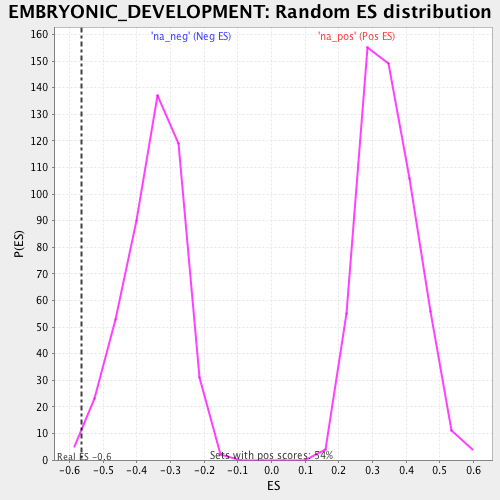 EMBRYONIC_DEVELOPMENT: Random ES distribution
'na_neg' (Neg ES)
'na_pos' (Pos ES)
160
150
140
130
120
110
100
90
80
70
60
50
40
30
20
10
0
P(ES)
Real ES -0.6
Sets with pos scores: 54%
-0.6 -0.5 -0.4 -0.3 -0.2 -0.1 0.0 0.1 0.2 0.3 0.4 0.5 0.6
ES